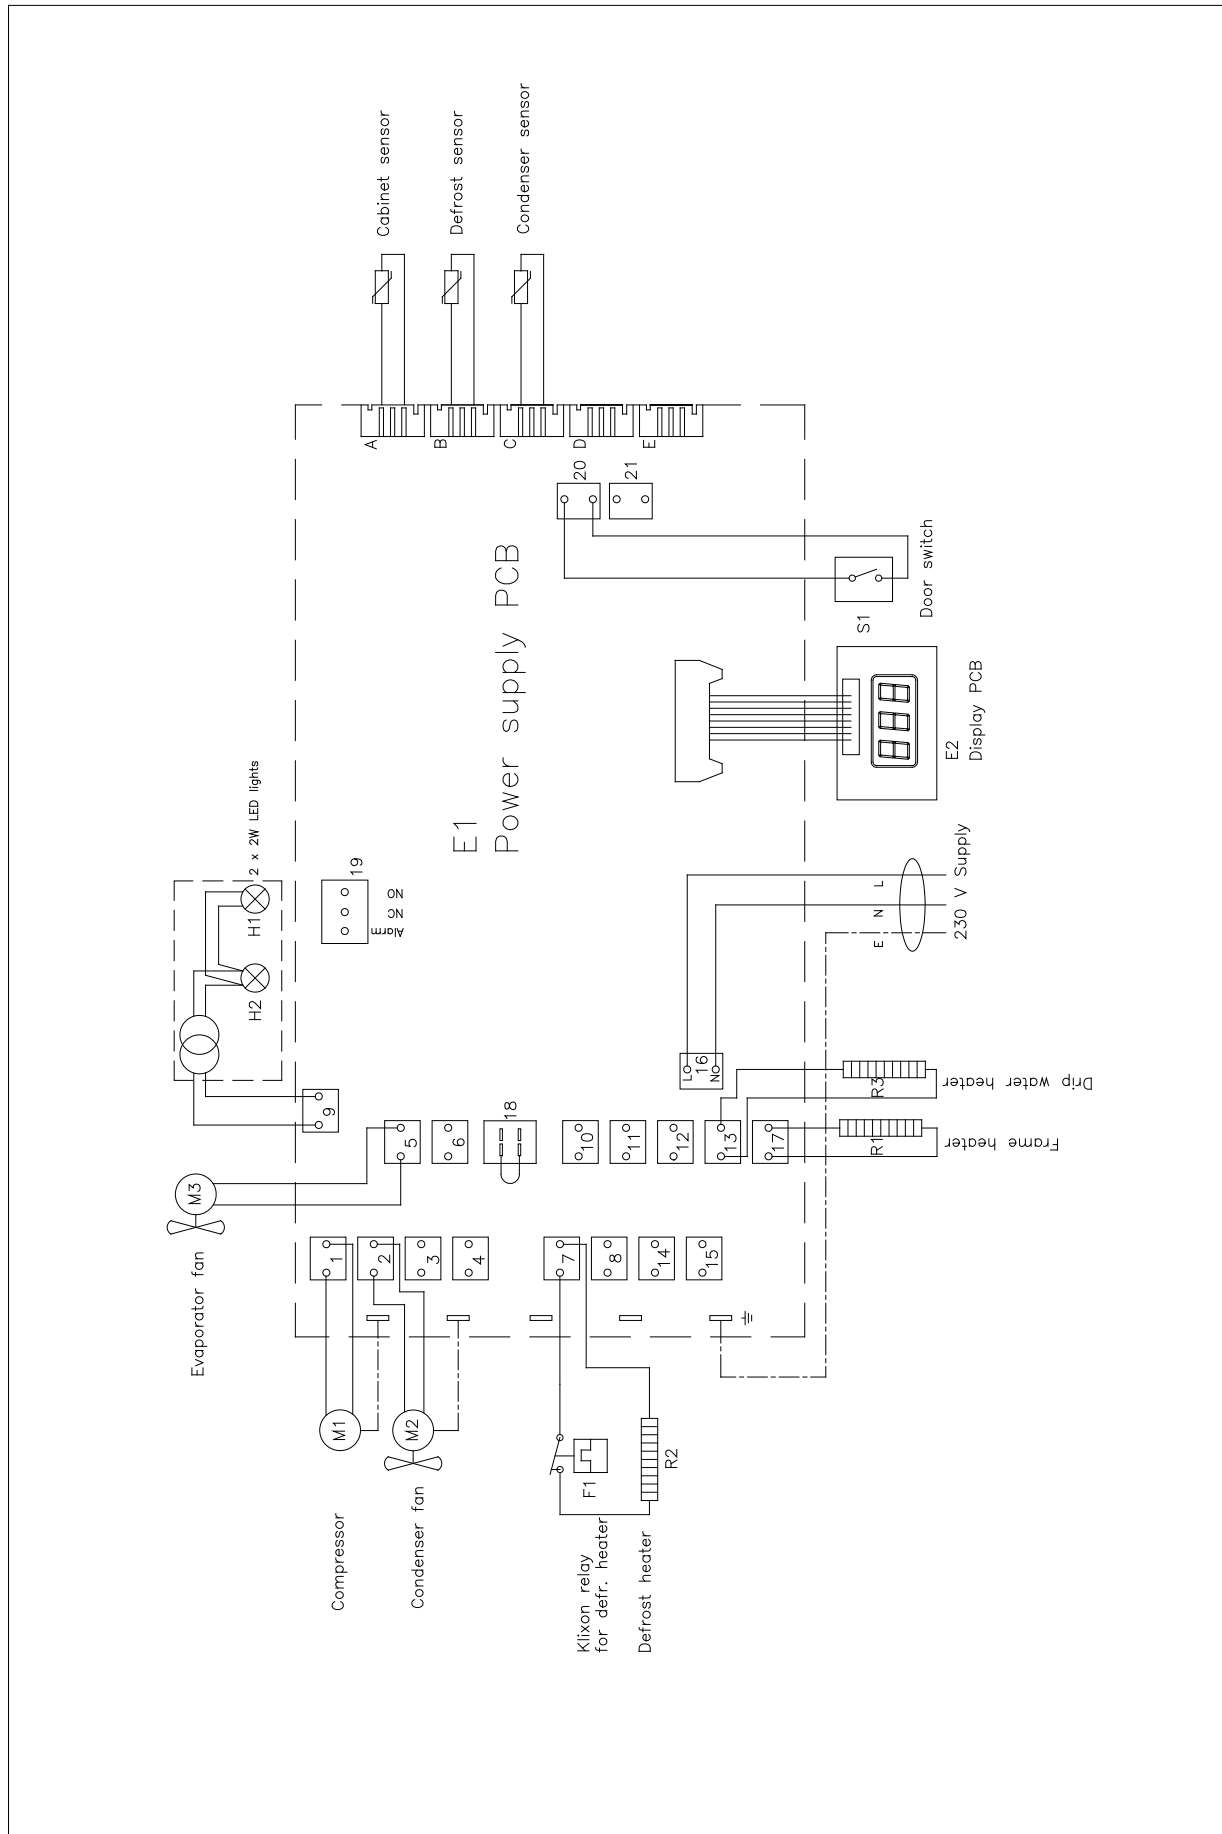 Cabinet sensor
Defrost sensor
Condenser sensor
A
B
C
D
E
20
21
Door switch
S1
E1
Power supply PCB
E2
Display PCB
2 x 2W LED lights
H1
H2
19
NO
NC
Alarm
L
N
E
230 V Supply
9
5
6
18
10
11
12
13
17
L
16
N
R3
Drip water heater
R1
Frame heater
M3
Evaporator fan
1
2
3
4
7
8
14
15
M1
M2
Compressor
Condenser fan
F1
R2
Klixon relay
for defr. heater
Defrost heater